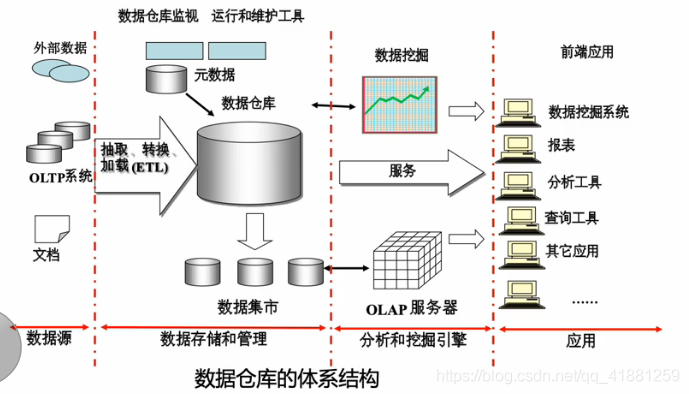 数据仓库监视 运行和维护工具
外部数据
元数据
数据挖掘
前端应用
数据仓库
数据挖掘系统
OLTP系统
抽取、转换、
加载(ETL)
服务
报表
分析工具
查询工具
其它应用
文档
数据集市
OLAP 服务器
......
数据源
数据存储和管理
分析和挖掘引擎
应用
数据仓库的体系结构
https://blog.csdn.net/qq_41881259